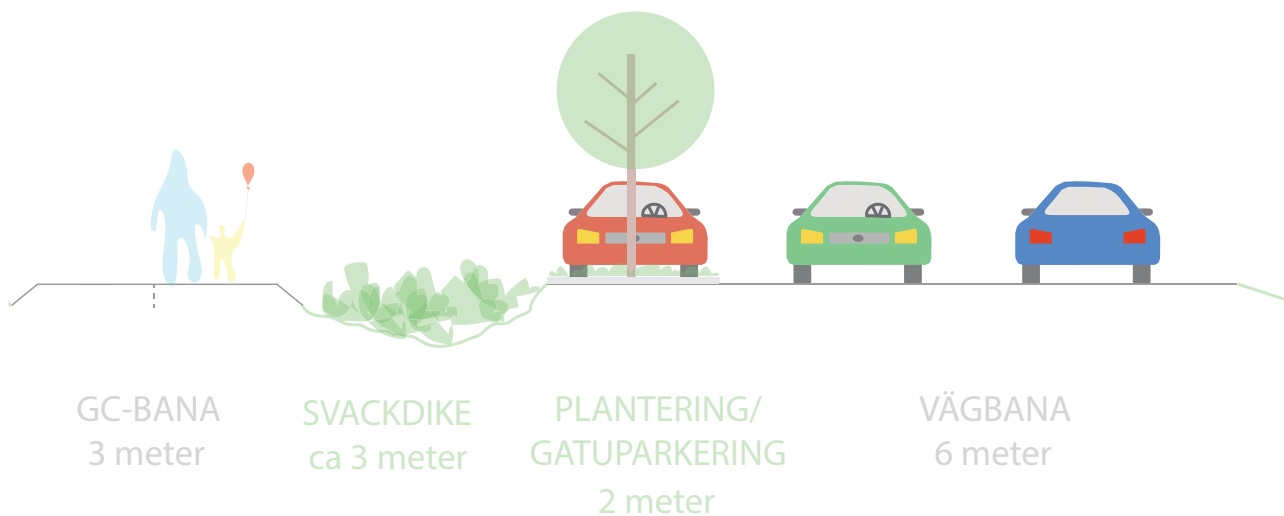 GC-BANA
3 meter
SVACKDIKE
ca 3 meter
PLANTERING/
GATUPARKERING
2 meter
VÄGBANA
6 meter